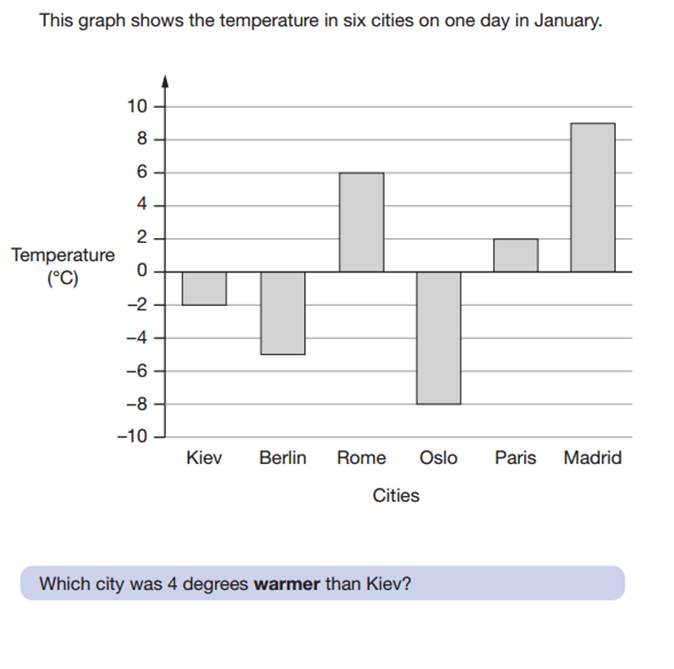 This graph shows the temperature in six cities on one day in January.
10
8
6
4
2
Temperature
(°C)
0
–2
–4
–6
–8
–10
Kiev Berlin Rome Oslo Paris Madrid
Cities
Which city was 4 degrees warmer than Kiev?